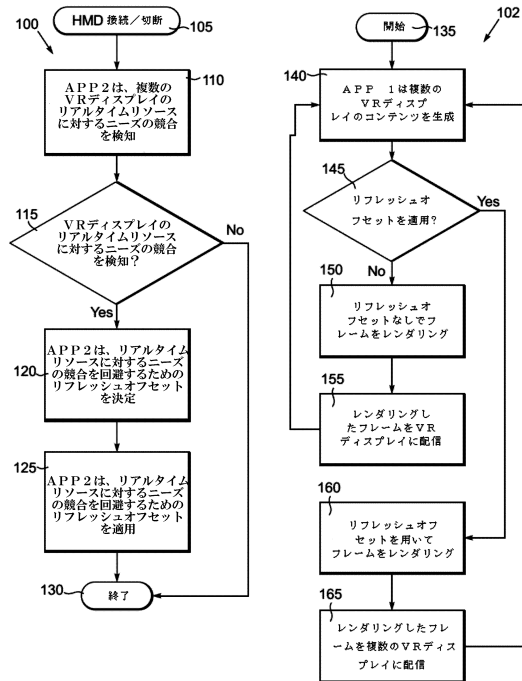 100
HMD 接続／切断
105
110
ＡＰＰ２は、複数の
ＶＲディスプレイの
リアルタイムリソース
に対するニーズの競合
を検知
115
ＶＲディスプレイの
リアルタイムリソース
に対するニーズの競合
を検知？
No
Yes
ＡＰＰ２は、リアルタイム
リソースに対するニーズ
の競合を回避するための
リフレッシュオフセット
を決定
120
125
ＡＰＰ２は、リアルタイム
リソースに対するニーズ
の競合を回避するための
リフレッシュオフセット
を適用
130
終了
102
開始
135
140
ＡＰＰ　１は複数の
ＶＲディスプ
レイのコンテンツを生成
145
リフレッシュオ
フセットを適用？
Yes
No
150
リフレッシュオ
フセットなしでフ
レームをレンダリング
155
レンダリングし
たフレームをＶＲ
ディスプレイに配信
160
リフレッシュオフ
セットを用いて
フレームをレンダリング
165
レンダリングしたフレ
ームを複数のＶＲディス
プレイに配信